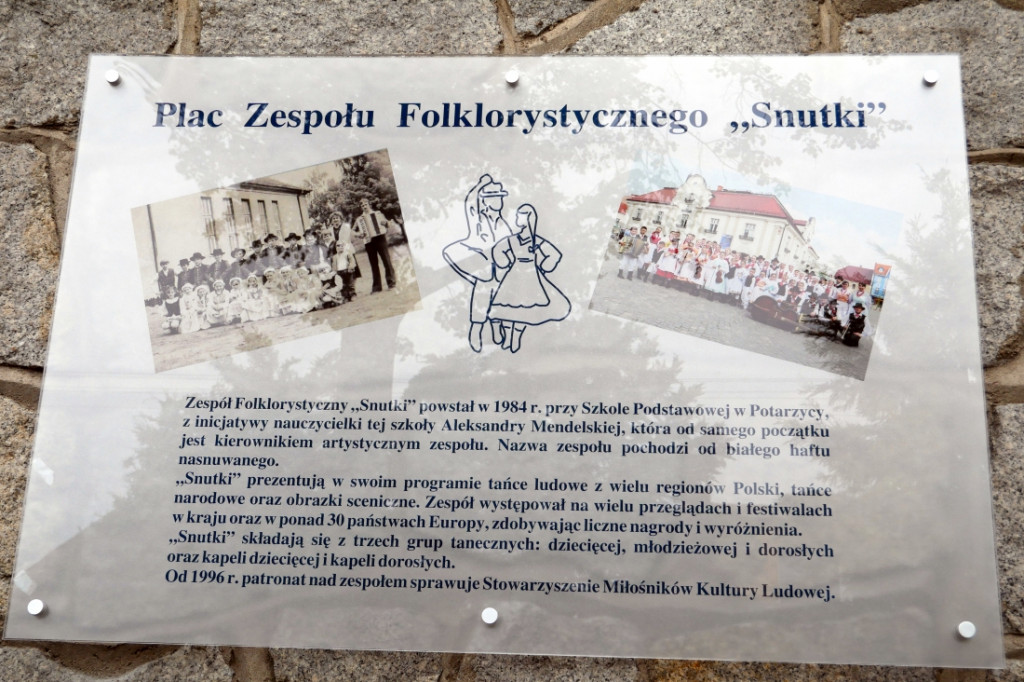 Plac Zespołu Folklorystycznego „Snutki”
Zespół Folklorystyczny „Snutki” powstał w 1984 r. przy Szkole Podstawowej w Potarzycy,
z inicjatywy nauczycielki tej szkoły Aleksandry Mendelskiej, która od samego początku
jest kierownikiem artystycznym zespołu. Nazwa zespołu pochodzi od białego haftu
nasnuwanego.
„Snutki” prezentują w swoim programie tańce ludowe z wielu regionów Polski, tańce
narodowe oraz obrazki sceniczne. Zespół występował na wielu przeglądach i festiwalach
w kraju oraz w ponad 30 państwach Europy, zdobywając liczne nagrody i wyróżnienia.
„Snutki” składają się z trzech grup tanecznych: dziecięcej, młodzieżowej i dorosłych
oraz kapeli dziecięcej i kapeli dorosłych.
Od 1996 r. patronat nad zespołem sprawuje Stowarzyszenie Miłośników Kultury Ludowej.